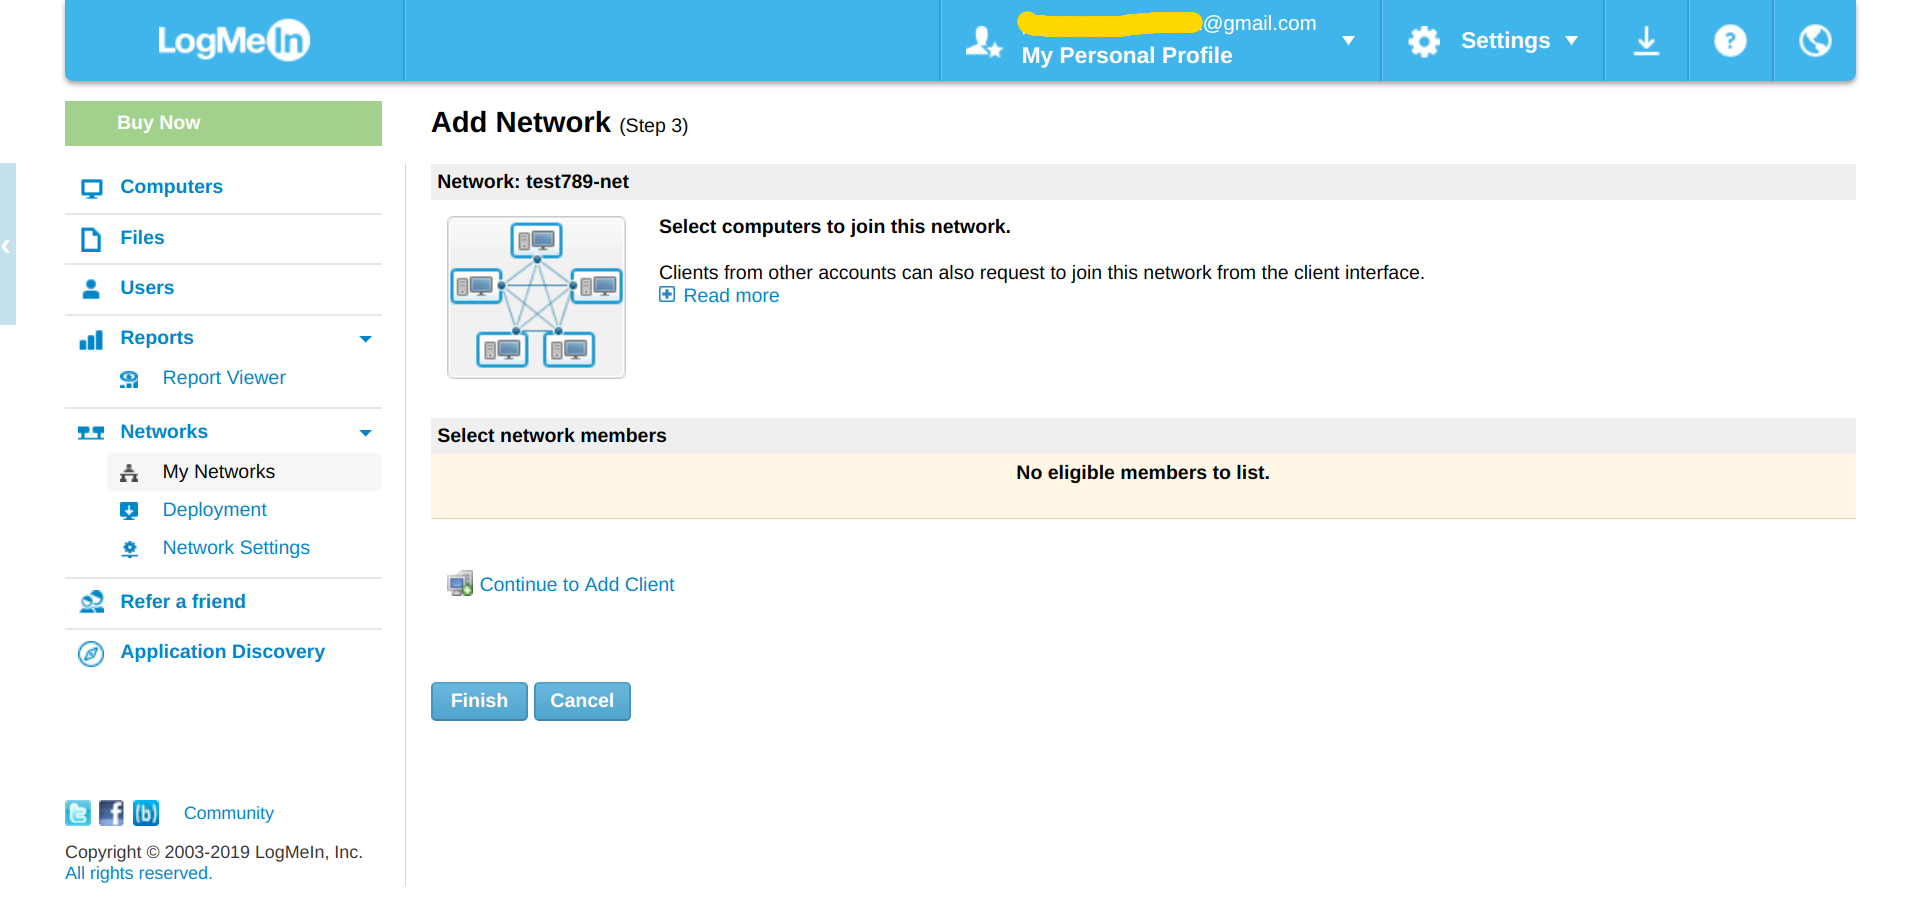 LogMeIn
@gmail.com
My Personal Profile
Settings
?
Buy Now
Computers
Files
Users
Reports
Report Viewer
Networks
My Networks
Deployment
Network Settings
Refer a friend
Application Discovery
Community
Copyright © 2003-2019 LogMeIn, Inc.
All rights reserved.
Add Network (Step 3)
Network: test789-net
Select computers to join this network.
Clients from other accounts can also request to join this network from the client interface.
Read more
Select network members
No eligible members to list.
Continue to Add Client
Finish Cancel